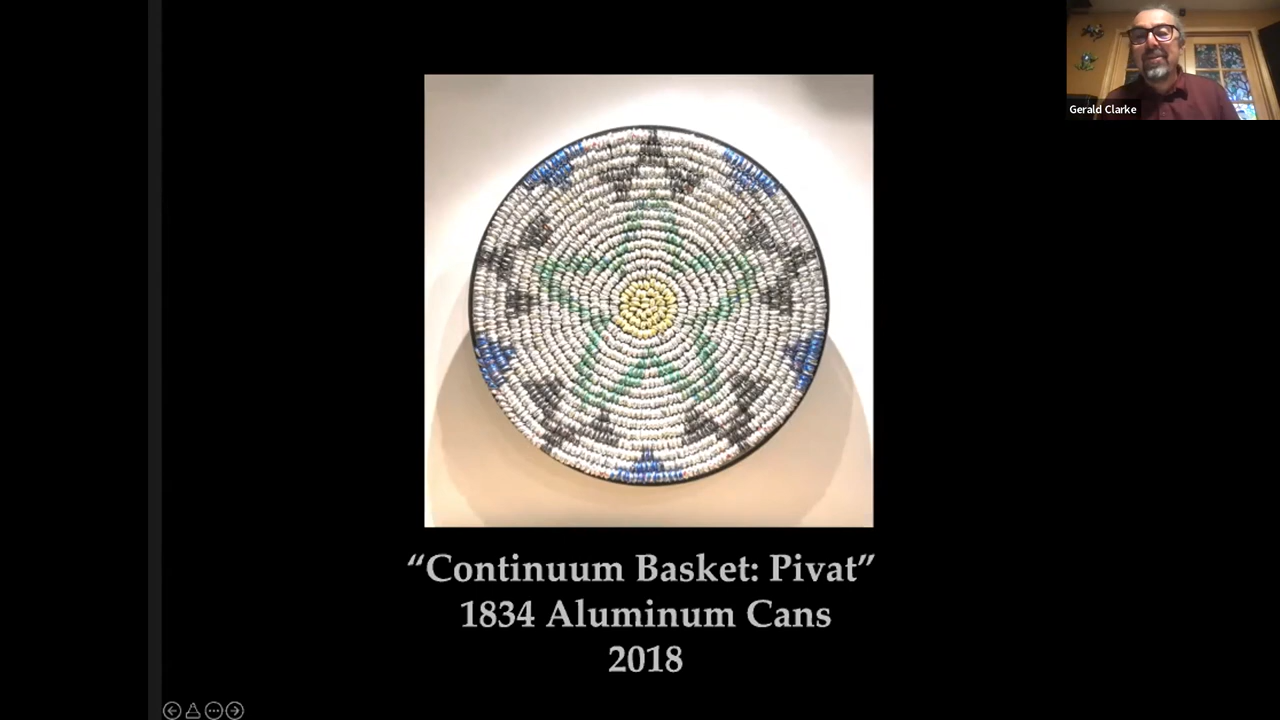 Gerald Clarke
“Continuum Basket: Pivat”
1834 Aluminum Cans
2018